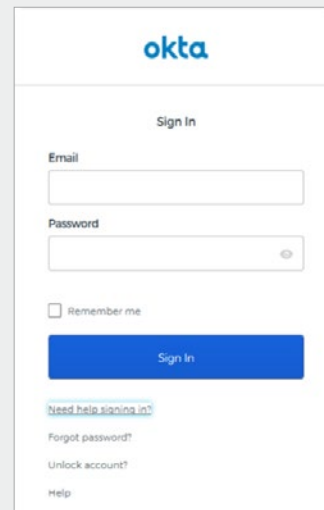 okta
Sign In
Email
Password
Remember me
Sign In
Need help signing in?
Forgot password?
Unlock account?
Help